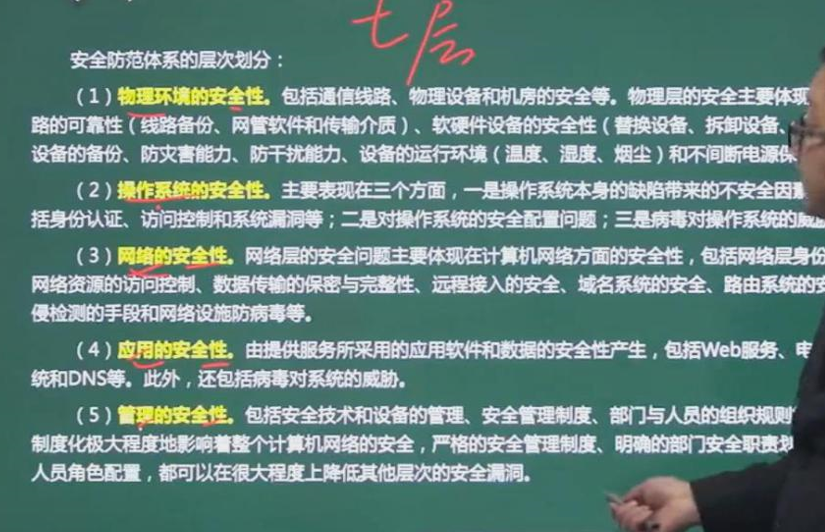 七层
安全防范体系的层次划分：
（1）物理环境的安全性。包括通信线路、物理设备和机房的安全等。物理层的安全主要体现
路的可靠性（线路备份、网管软件和传输介质）、软硬件设备的安全性（替换设备、拆卸设备、
设备的备份、防灾害能力、防干扰能力、设备的运行环境（温度、湿度、烟尘）和不间断电源保
（2）操作系统的安全性。主要表现在三个方面，一是操作系统本身的缺陷带来的不安全因素
括身份认证、访问控制和系统漏洞等；二是对操作系统的安全配置问题；三是病毒对操作系统的威胁
（3）网络的安全性。网络层的安全问题主要体现在计算机网络方面的安全性，包括网络层身份
网络资源的访问控制、数据传输的保密与完整性、远程接入的安全、域名系统的安全、路由系统的安
侵检测的手段和网络设施防病毒等。
（4）应用的安全性。由提供服务所采用的应用软件和数据的安全性产生，包括Web服务、电
统和DNS等。此外，还包括病毒对系统的威胁。
（5）管理的安全性。包括安全技术和设备的管理、安全管理制度、部门与人员的组织规则
制度化极大程度地影响着整个计算机网络的安全，严格的安全管理制度、明确的部门安全职责划
人员角色配置，都可以在很大程度上降低其他层次的安全漏洞。